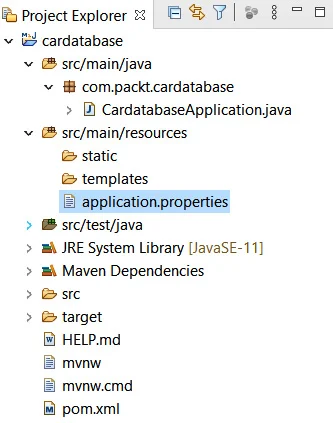 Project Explorer
cardatabase
src/main/java
com.packt.cardatabase
CardatabaseApplication.java
src/main/resources
static
templates
application.properties
src/test/java
JRE System Library [JavaSE-11]
Maven Dependencies
src
target
HELP.md
mvnw
mvnw.cmd
pom.xml